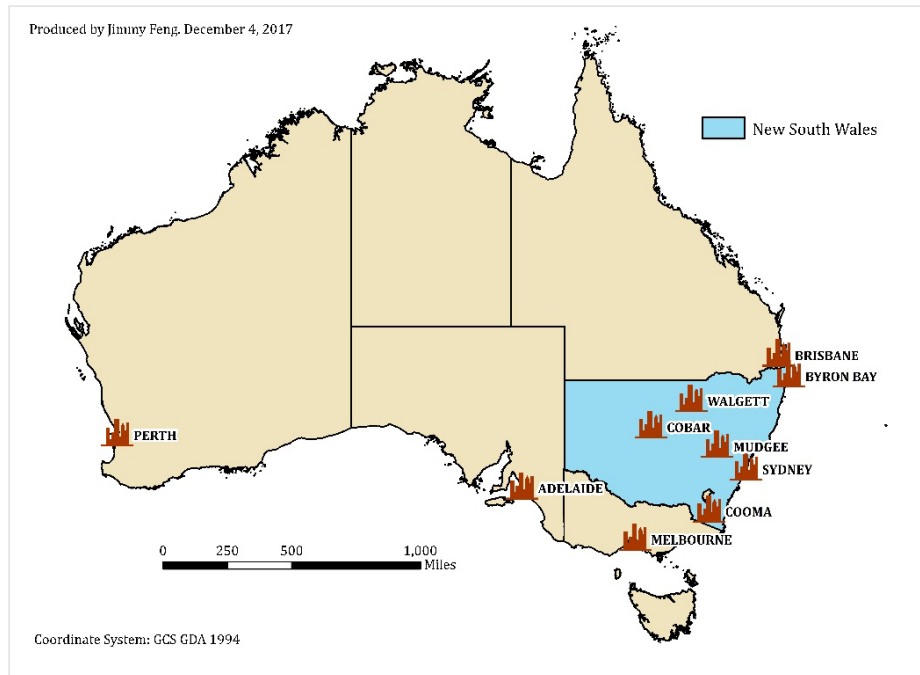 Produced by Jimmy Feng. December 4, 2017
New South Wales
BRISBANE
BYRON BAY
WALGETT
COBAR
PERTH
MUDGEE
SYDNEY
ADELAIDE
COOMA
MELBOURNE
0 250 500 1,000
Miles
Coordinate System: GCS GDA 1994